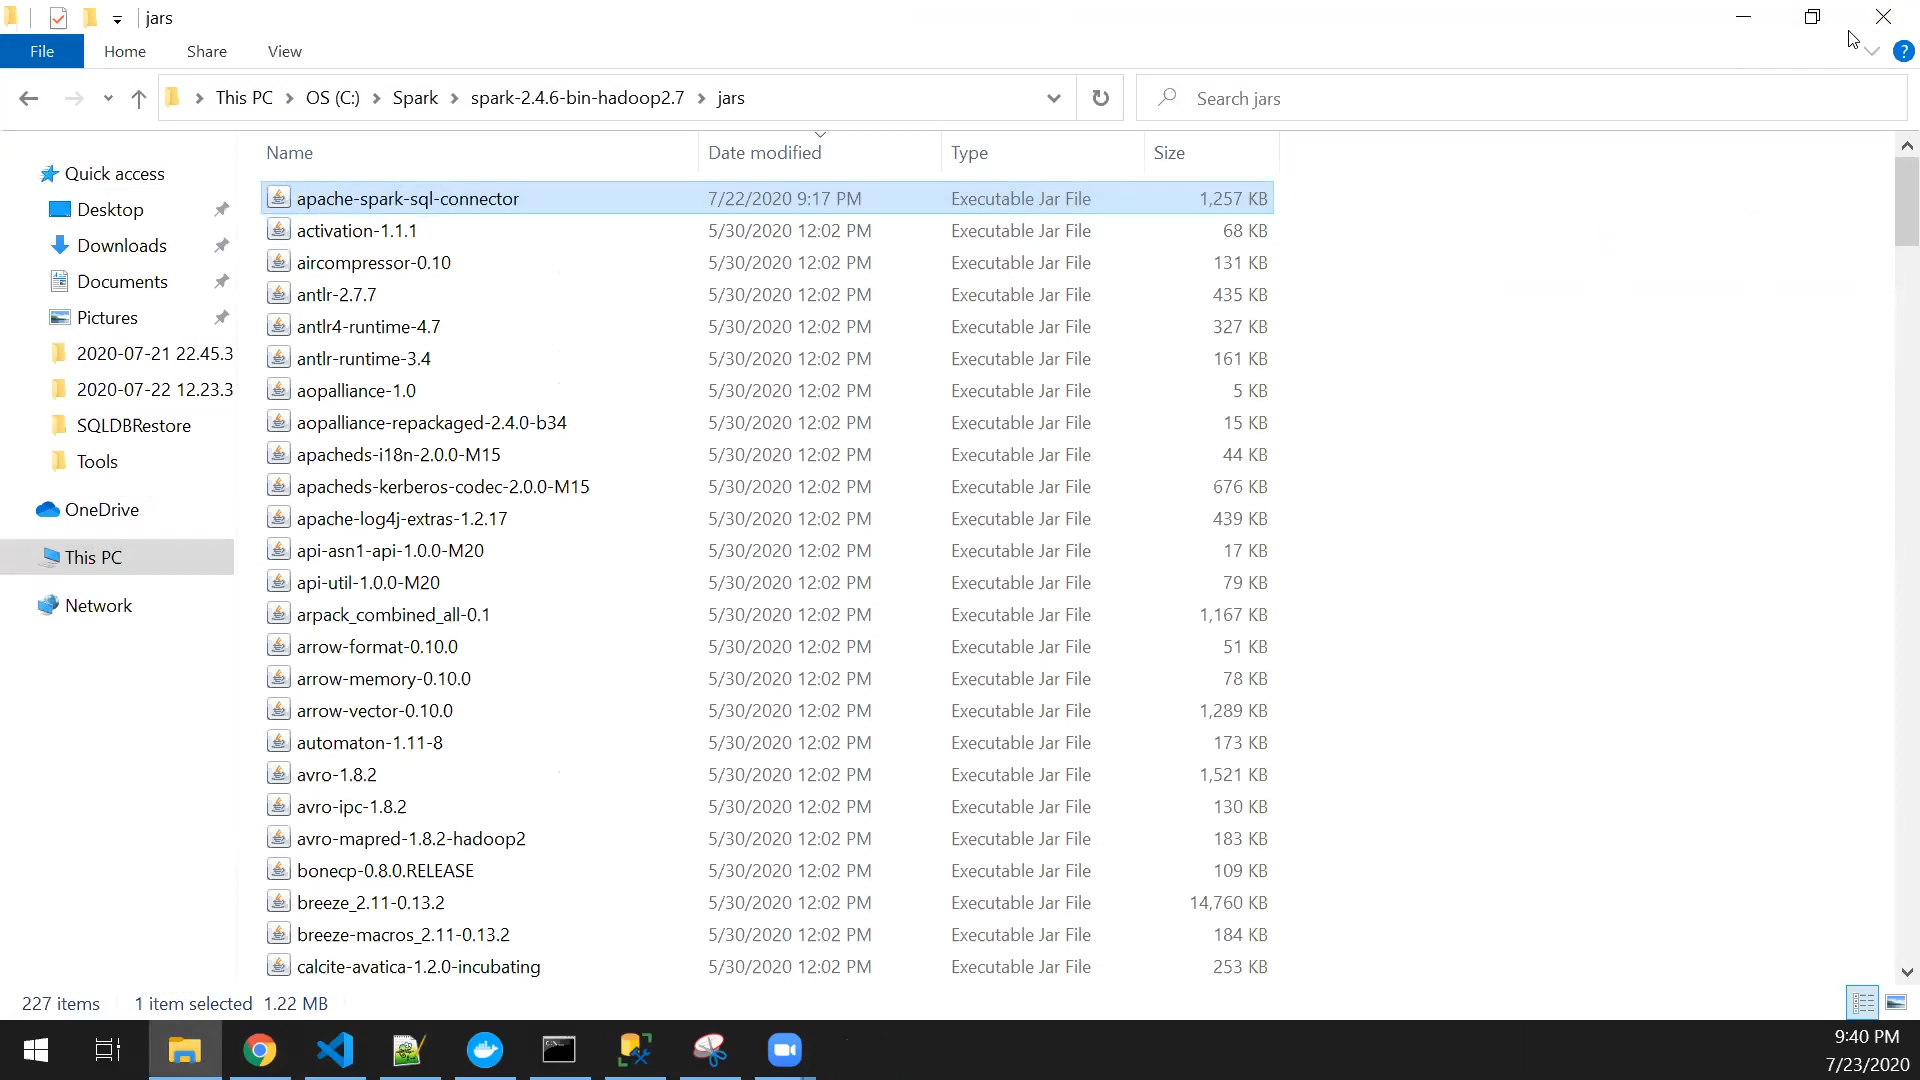 jars
File Home Share View ?
This PC > OS (C:) > Spark > spark-2.4.6-bin-hadoop2.7 > jars
Search jars
Name Date modified Type Size
Quick access
Desktop
Downloads
Documents
Pictures
2020-07-21 22.45.3
2020-07-22 12.23.3
SQLDBRestore
Tools
OneDrive
This PC
Network
apache-spark-sql-connector 7/22/2020 9:17 PM Executable Jar File 1,257 KB
activation-1.1.1 5/30/2020 12:02 PM Executable Jar File 68 KB
aircompressor-0.10 5/30/2020 12:02 PM Executable Jar File 131 KB
antlr-2.7.7 5/30/2020 12:02 PM Executable Jar File 435 KB
antlr4-runtime-4.7 5/30/2020 12:02 PM Executable Jar File 327 KB
antlr-runtime-3.4 5/30/2020 12:02 PM Executable Jar File 161 KB
aopalliance-1.0 5/30/2020 12:02 PM Executable Jar File 5 KB
aopalliance-repackaged-2.4.0-b34 5/30/2020 12:02 PM Executable Jar File 15 KB
apacheds-i18n-2.0.0-M15 5/30/2020 12:02 PM Executable Jar File 44 KB
apacheds-kerberos-codec-2.0.0-M15 5/30/2020 12:02 PM Executable Jar File 676 KB
apache-log4j-extras-1.2.17 5/30/2020 12:02 PM Executable Jar File 439 KB
api-asn1-api-1.0.0-M20 5/30/2020 12:02 PM Executable Jar File 17 KB
api-util-1.0.0-M20 5/30/2020 12:02 PM Executable Jar File 79 KB
arpack_combined_all-0.1 5/30/2020 12:02 PM Executable Jar File 1,167 KB
arrow-format-0.10.0 5/30/2020 12:02 PM Executable Jar File 51 KB
arrow-memory-0.10.0 5/30/2020 12:02 PM Executable Jar File 78 KB
arrow-vector-0.10.0 5/30/2020 12:02 PM Executable Jar File 1,289 KB
automaton-1.11-8 5/30/2020 12:02 PM Executable Jar File 173 KB
avro-1.8.2 5/30/2020 12:02 PM Executable Jar File 1,521 KB
avro-ipc-1.8.2 5/30/2020 12:02 PM Executable Jar File 130 KB
avro-mapred-1.8.2-hadoop2 5/30/2020 12:02 PM Executable Jar File 183 KB
bonecp-0.8.0.RELEASE 5/30/2020 12:02 PM Executable Jar File 109 KB
breeze_2.11-0.13.2 5/30/2020 12:02 PM Executable Jar File 14,760 KB
breeze-macros_2.11-0.13.2 5/30/2020 12:02 PM Executable Jar File 184 KB
calcite-avatica-1.2.0-incubating 5/30/2020 12:02 PM Executable Jar File 253 KB
227 items 1 item selected 1.22 MB
9:40 PM
7/23/2020